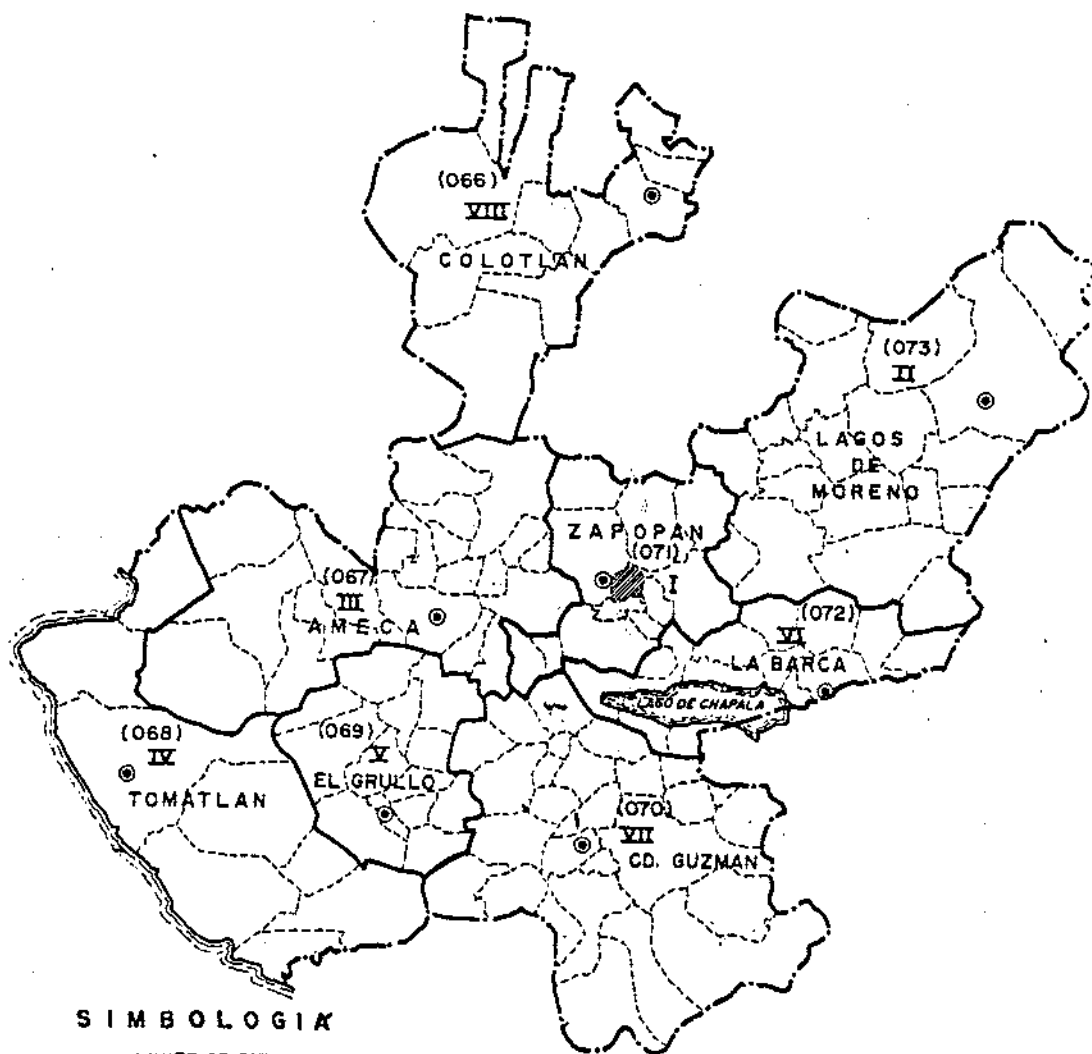 (066)
VIII
COLOTLAN
(073)
II
LAGOS
DE
MORENO
ZAPOPAN
(071)
I
(067)
III
AMECA
(072)
VI
LA BARCA
LAGO DE CHAPALA
(068)
IV
TOMATLAN
(069)
V
EL GRULLO
(070)
VII
CD. GUZMAN
SIMBOLOGIA